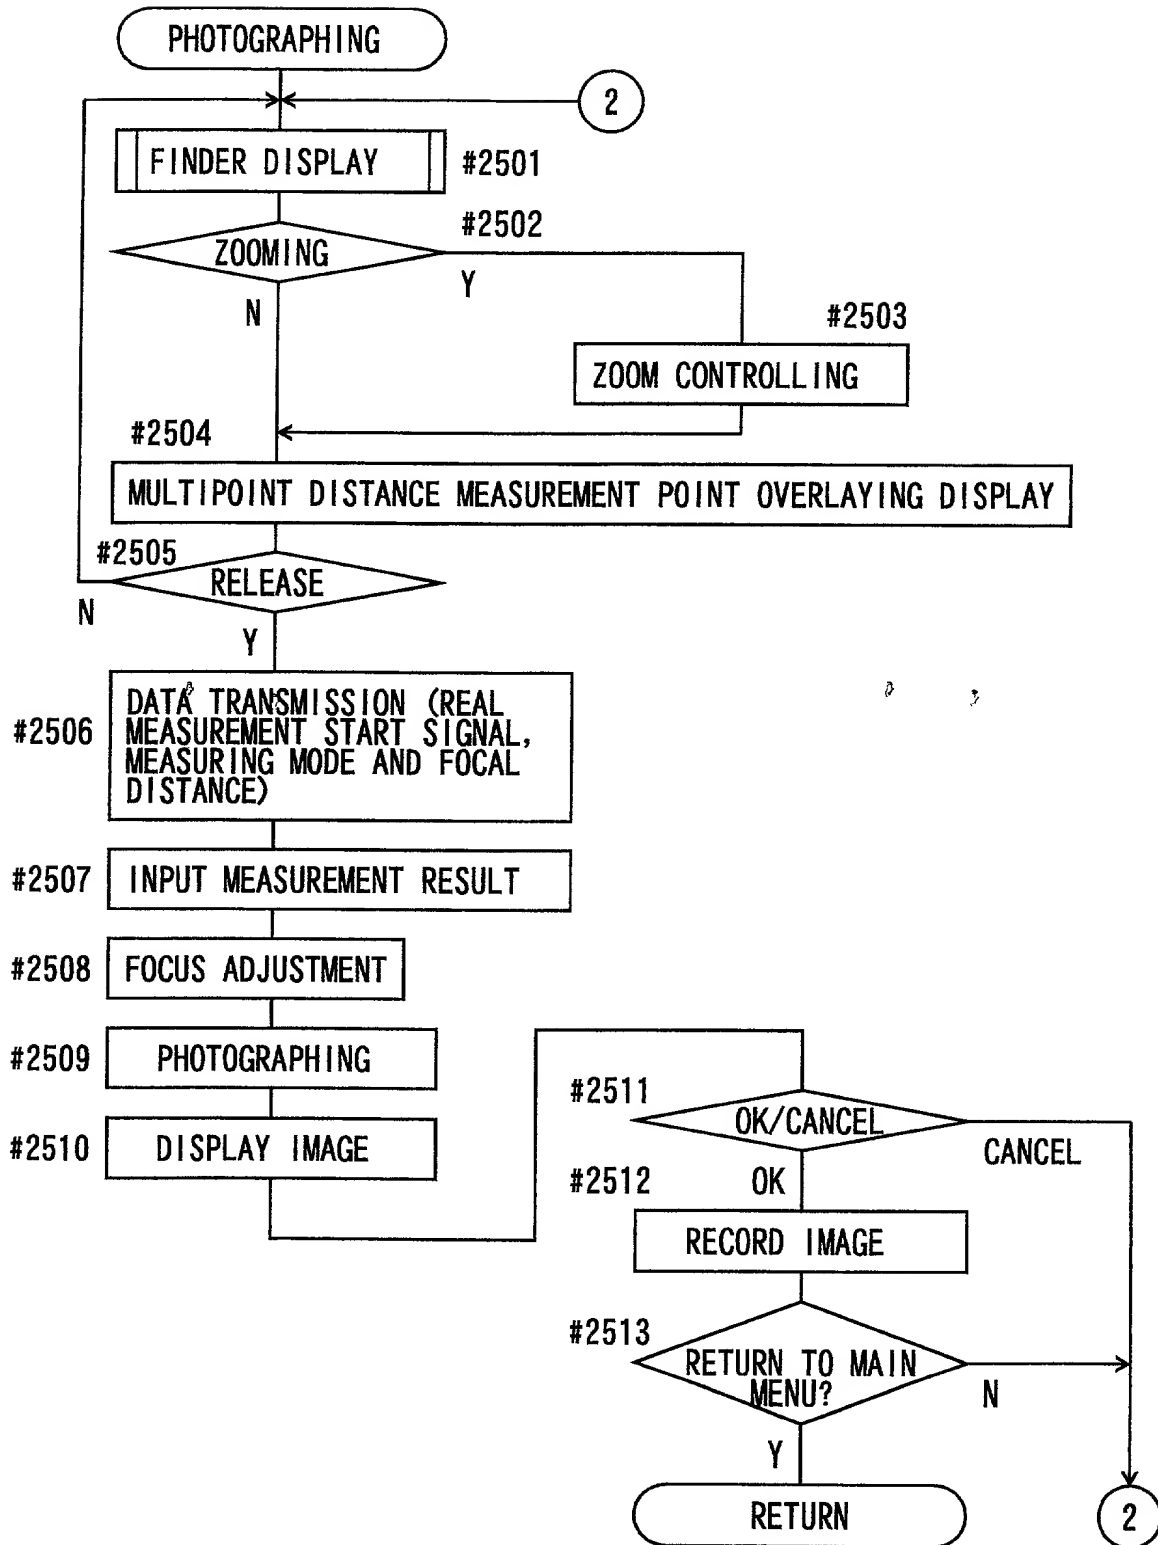 PHOTOGRAPHING
2
FINDER DISPLAY
#2501
#2502
ZOOMING
Y
N
#2503
ZOOM CONTROLLING
#2504
MULTIPOINT DISTANCE MEASUREMENT POINT OVERLAYING DISPLAY
#2505
RELEASE
N
Y
#2506
DATA TRANSMISSION (REAL
MEASUREMENT START SIGNAL,
MEASURING MODE AND FOCAL
DISTANCE)
#2507
INPUT MEASUREMENT RESULT
#2508
FOCUS ADJUSTMENT
#2509
PHOTOGRAPHING
#2510
DISPLAY IMAGE
#2511
OK/CANCEL
CANCEL
OK
#2512
RECORD IMAGE
#2513
RETURN TO MAIN
MENU?
N
Y
RETURN
2